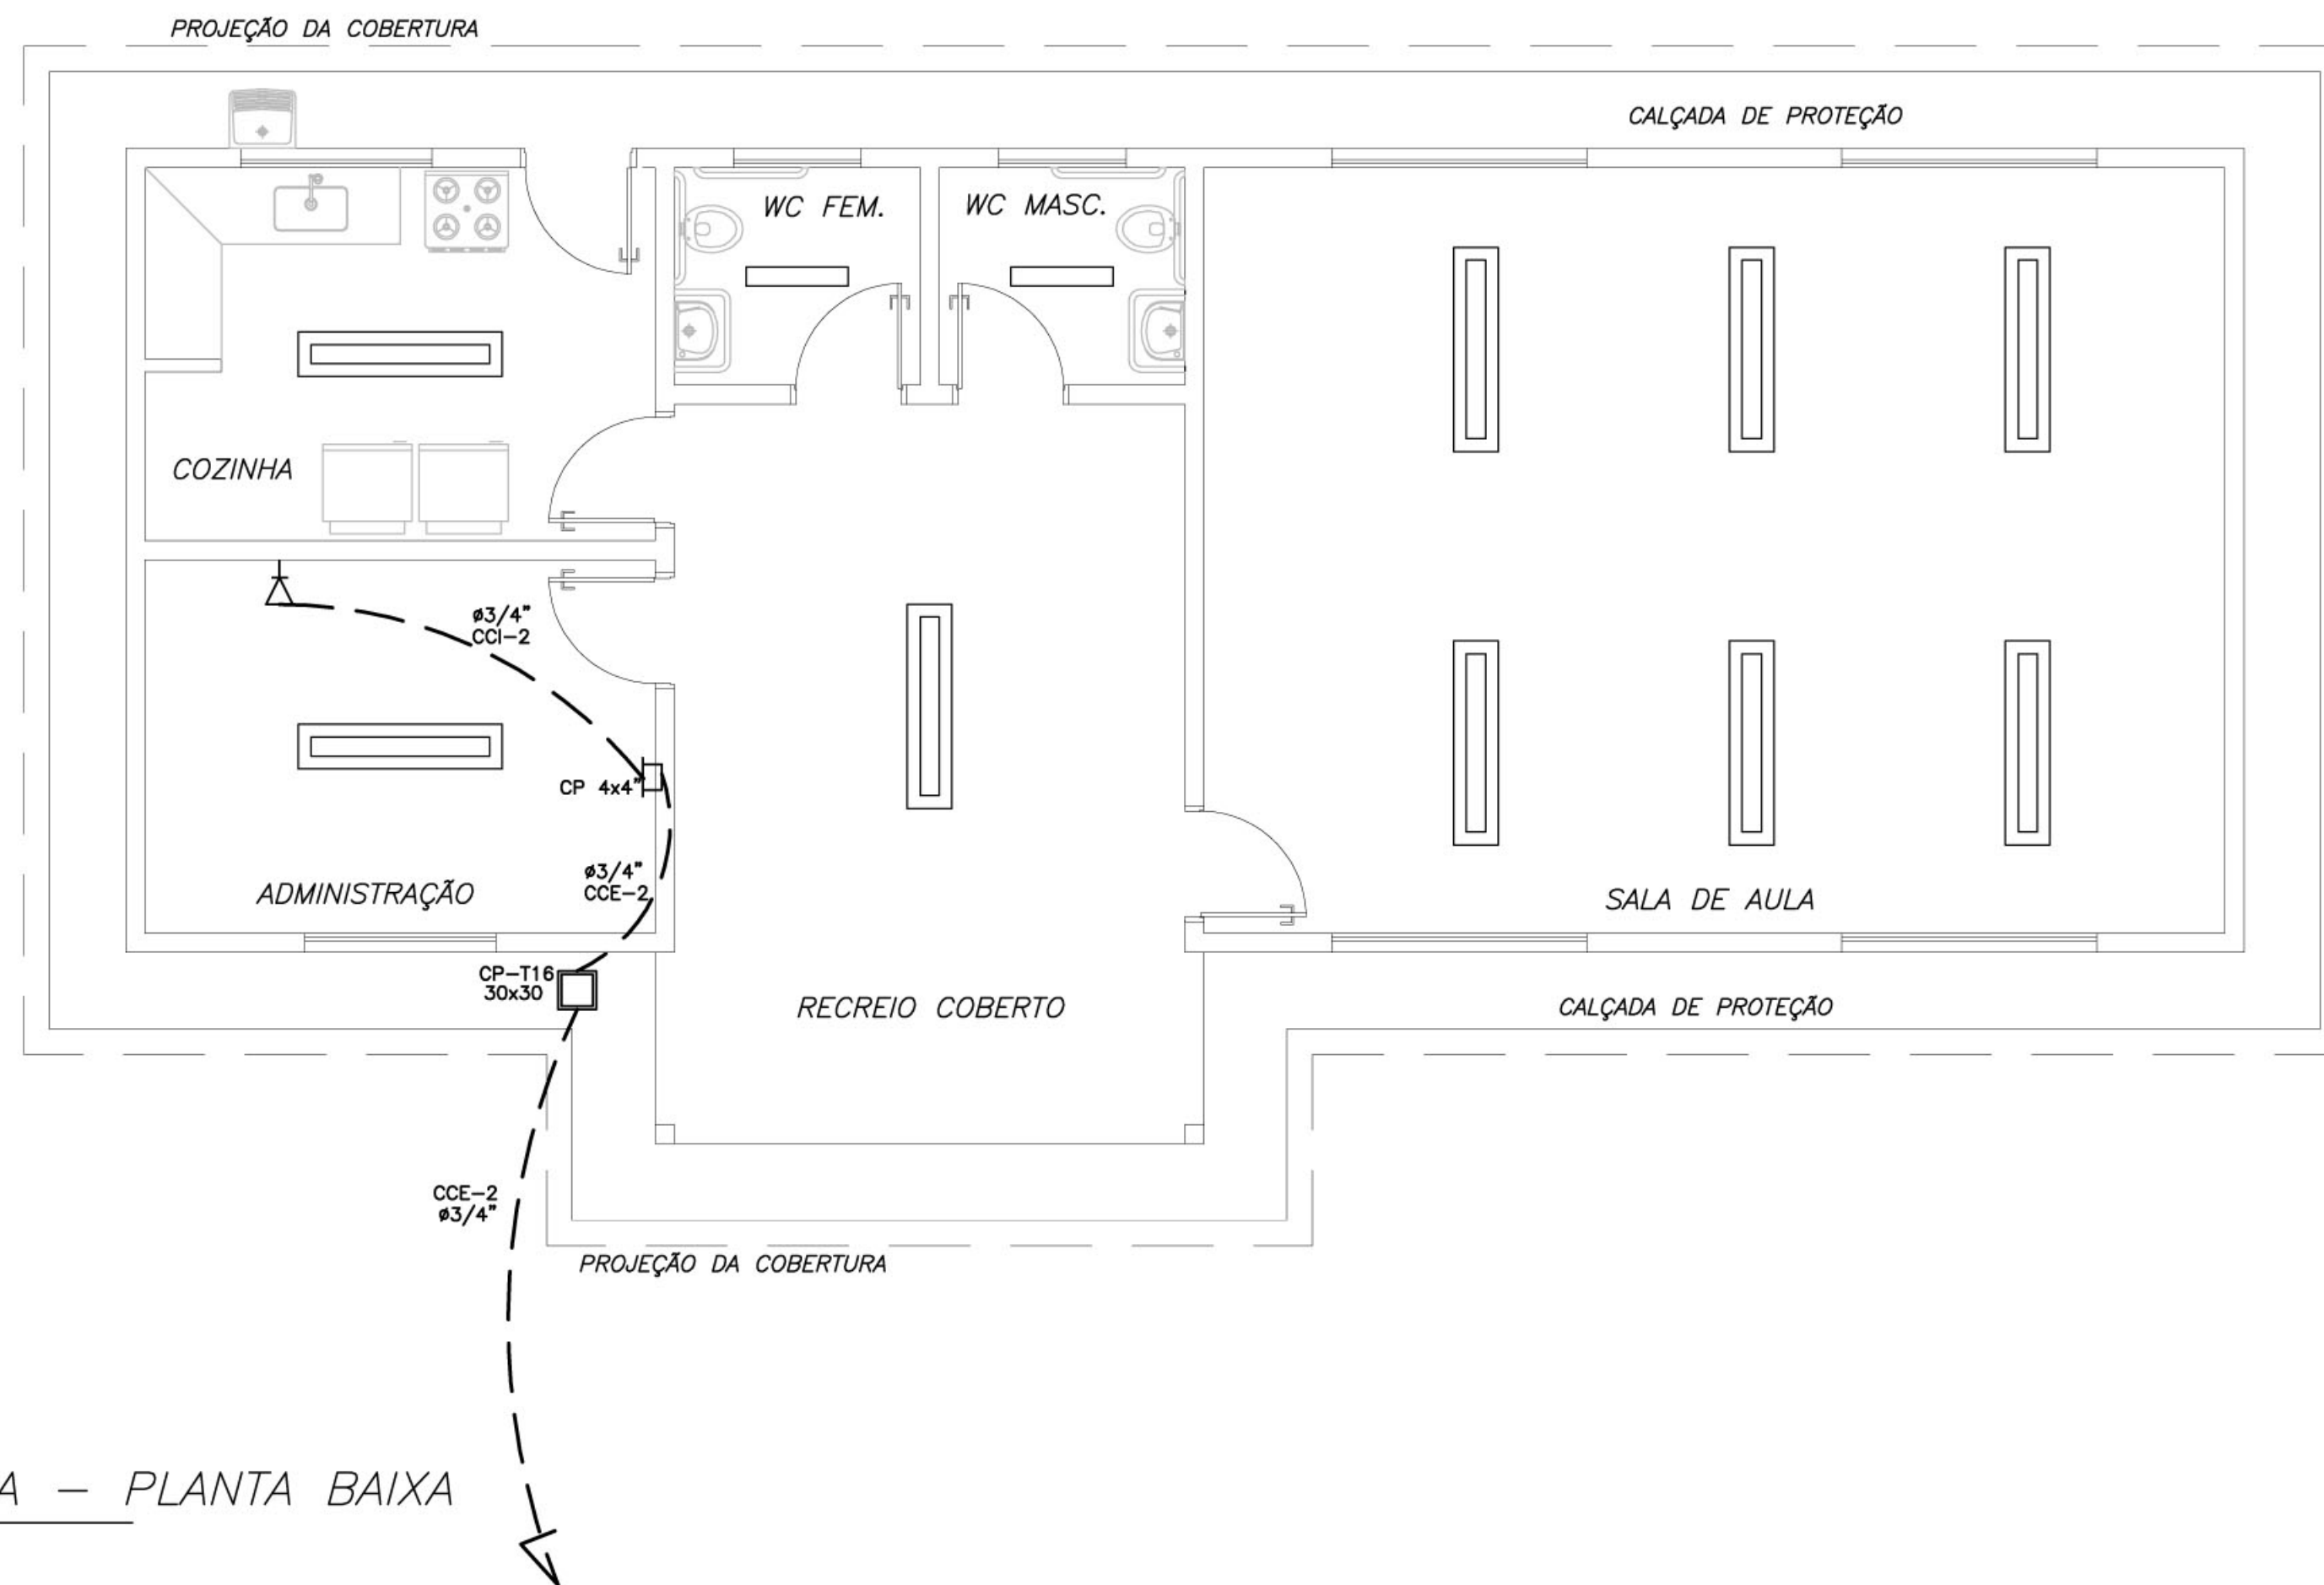 PROJEÇÃO DA COBERTURA
CALÇADA DE PROTEÇÃO
WC FEM.
WC MASC.
COZINHA
ø3/4"
CCI-2
CP 4x4"
ø3/4"
CCE-2
ADMINISTRAÇÃO
SALA DE AULA
CP-T16
30x30
RECREIO COBERTO
CALÇADA DE PROTEÇÃO
CCE-2
ø3/4"
PROJEÇÃO DA COBERTURA
A - PLANTA BAIXA